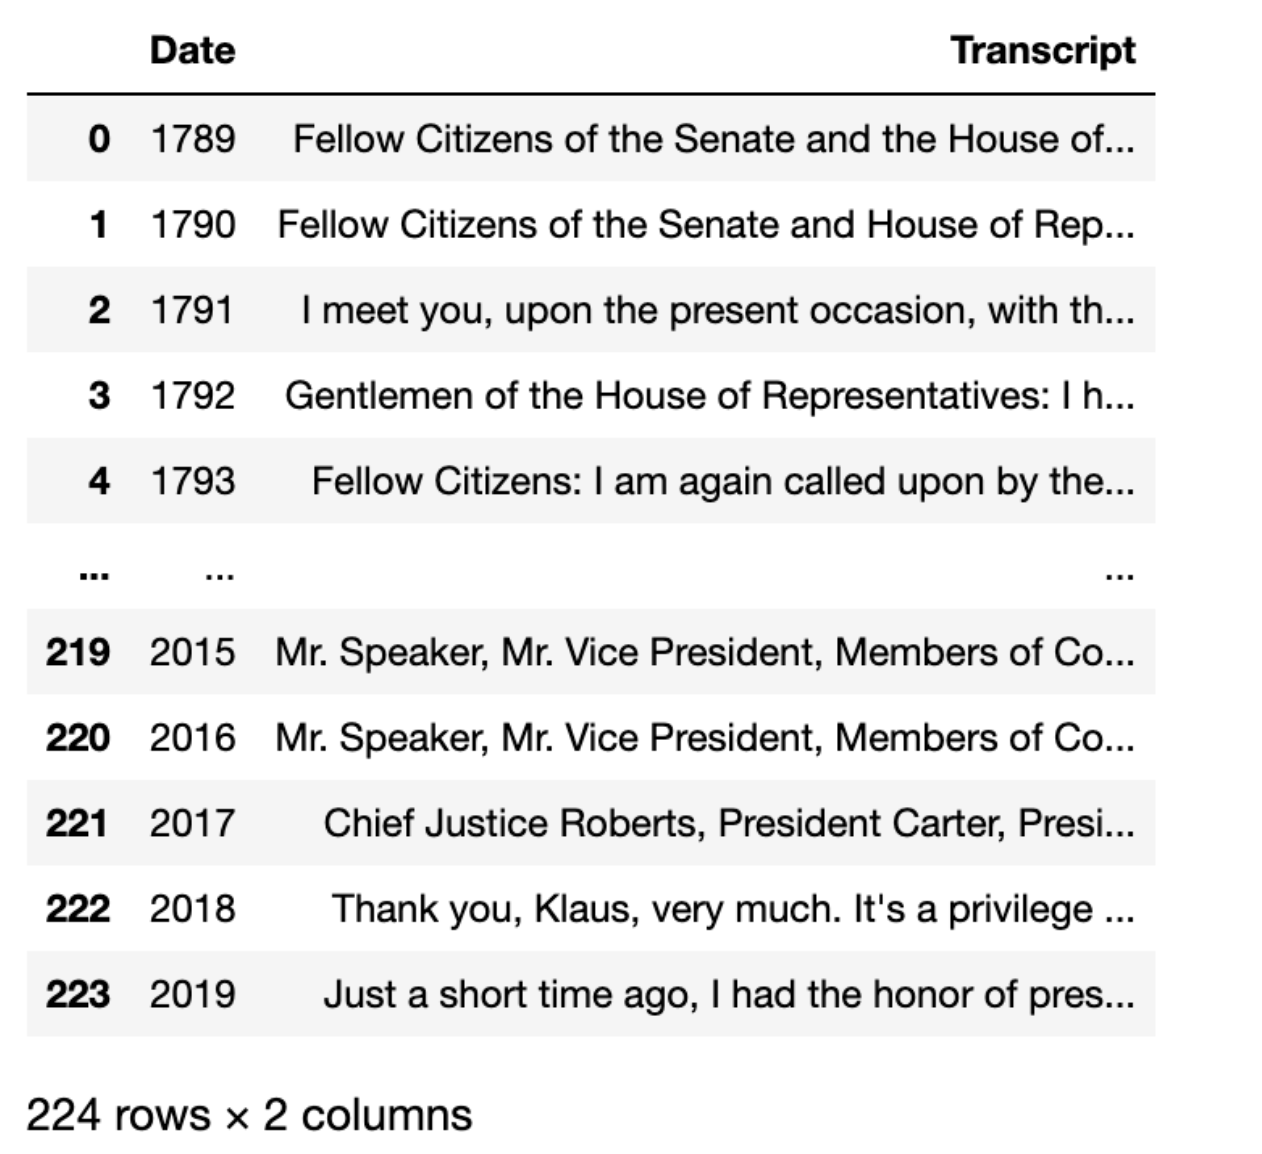 Date Transcript
0 1789 Fellow Citizens of the Senate and the House of...
1 1790 Fellow Citizens of the Senate and House of Rep...
2 1791 I meet you, upon the present occasion, with th...
3 1792 Gentlemen of the House of Representatives: I h...
4 1793 Fellow Citizens: I am again called upon by the...
... ... ...
219 2015 Mr. Speaker, Mr. Vice President, Members of Co...
220 2016 Mr. Speaker, Mr. Vice President, Members of Co...
221 2017 Chief Justice Roberts, President Carter, Presi...
222 2018 Thank you, Klaus, very much. It's a privilege ...
223 2019 Just a short time ago, I had the honor of pres...
224 rows × 2 columns